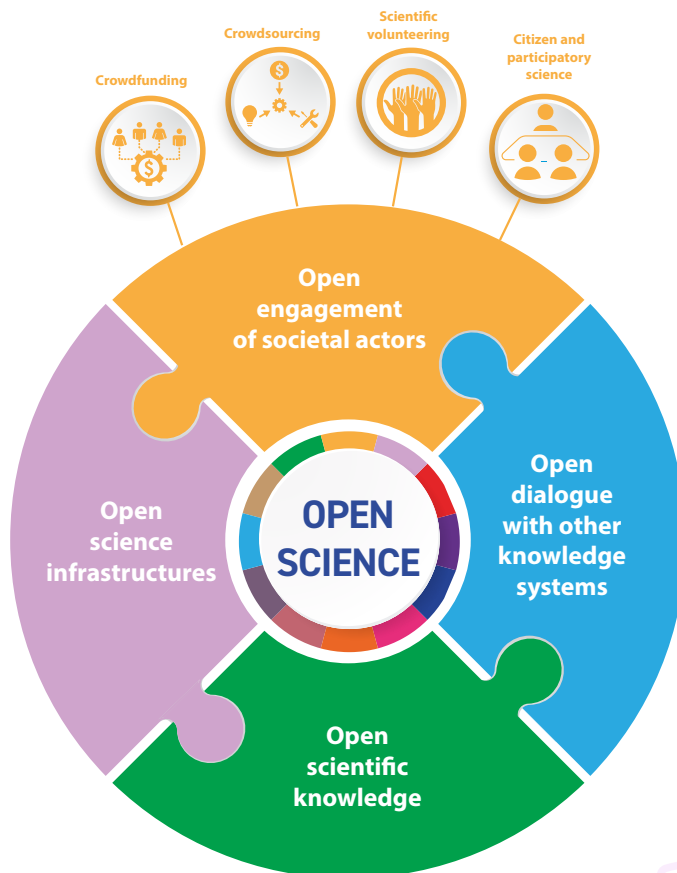 Scientific
volunteering
Crowdsourcing
Citizen and
participatory
science
Crowdfunding
$
$
Open
engagement
of societal actors
Open
dialogue
with other
knowledge
systems
Open
science
infrastructures
OPEN
SCIENCE
Open
scientific
knowledge